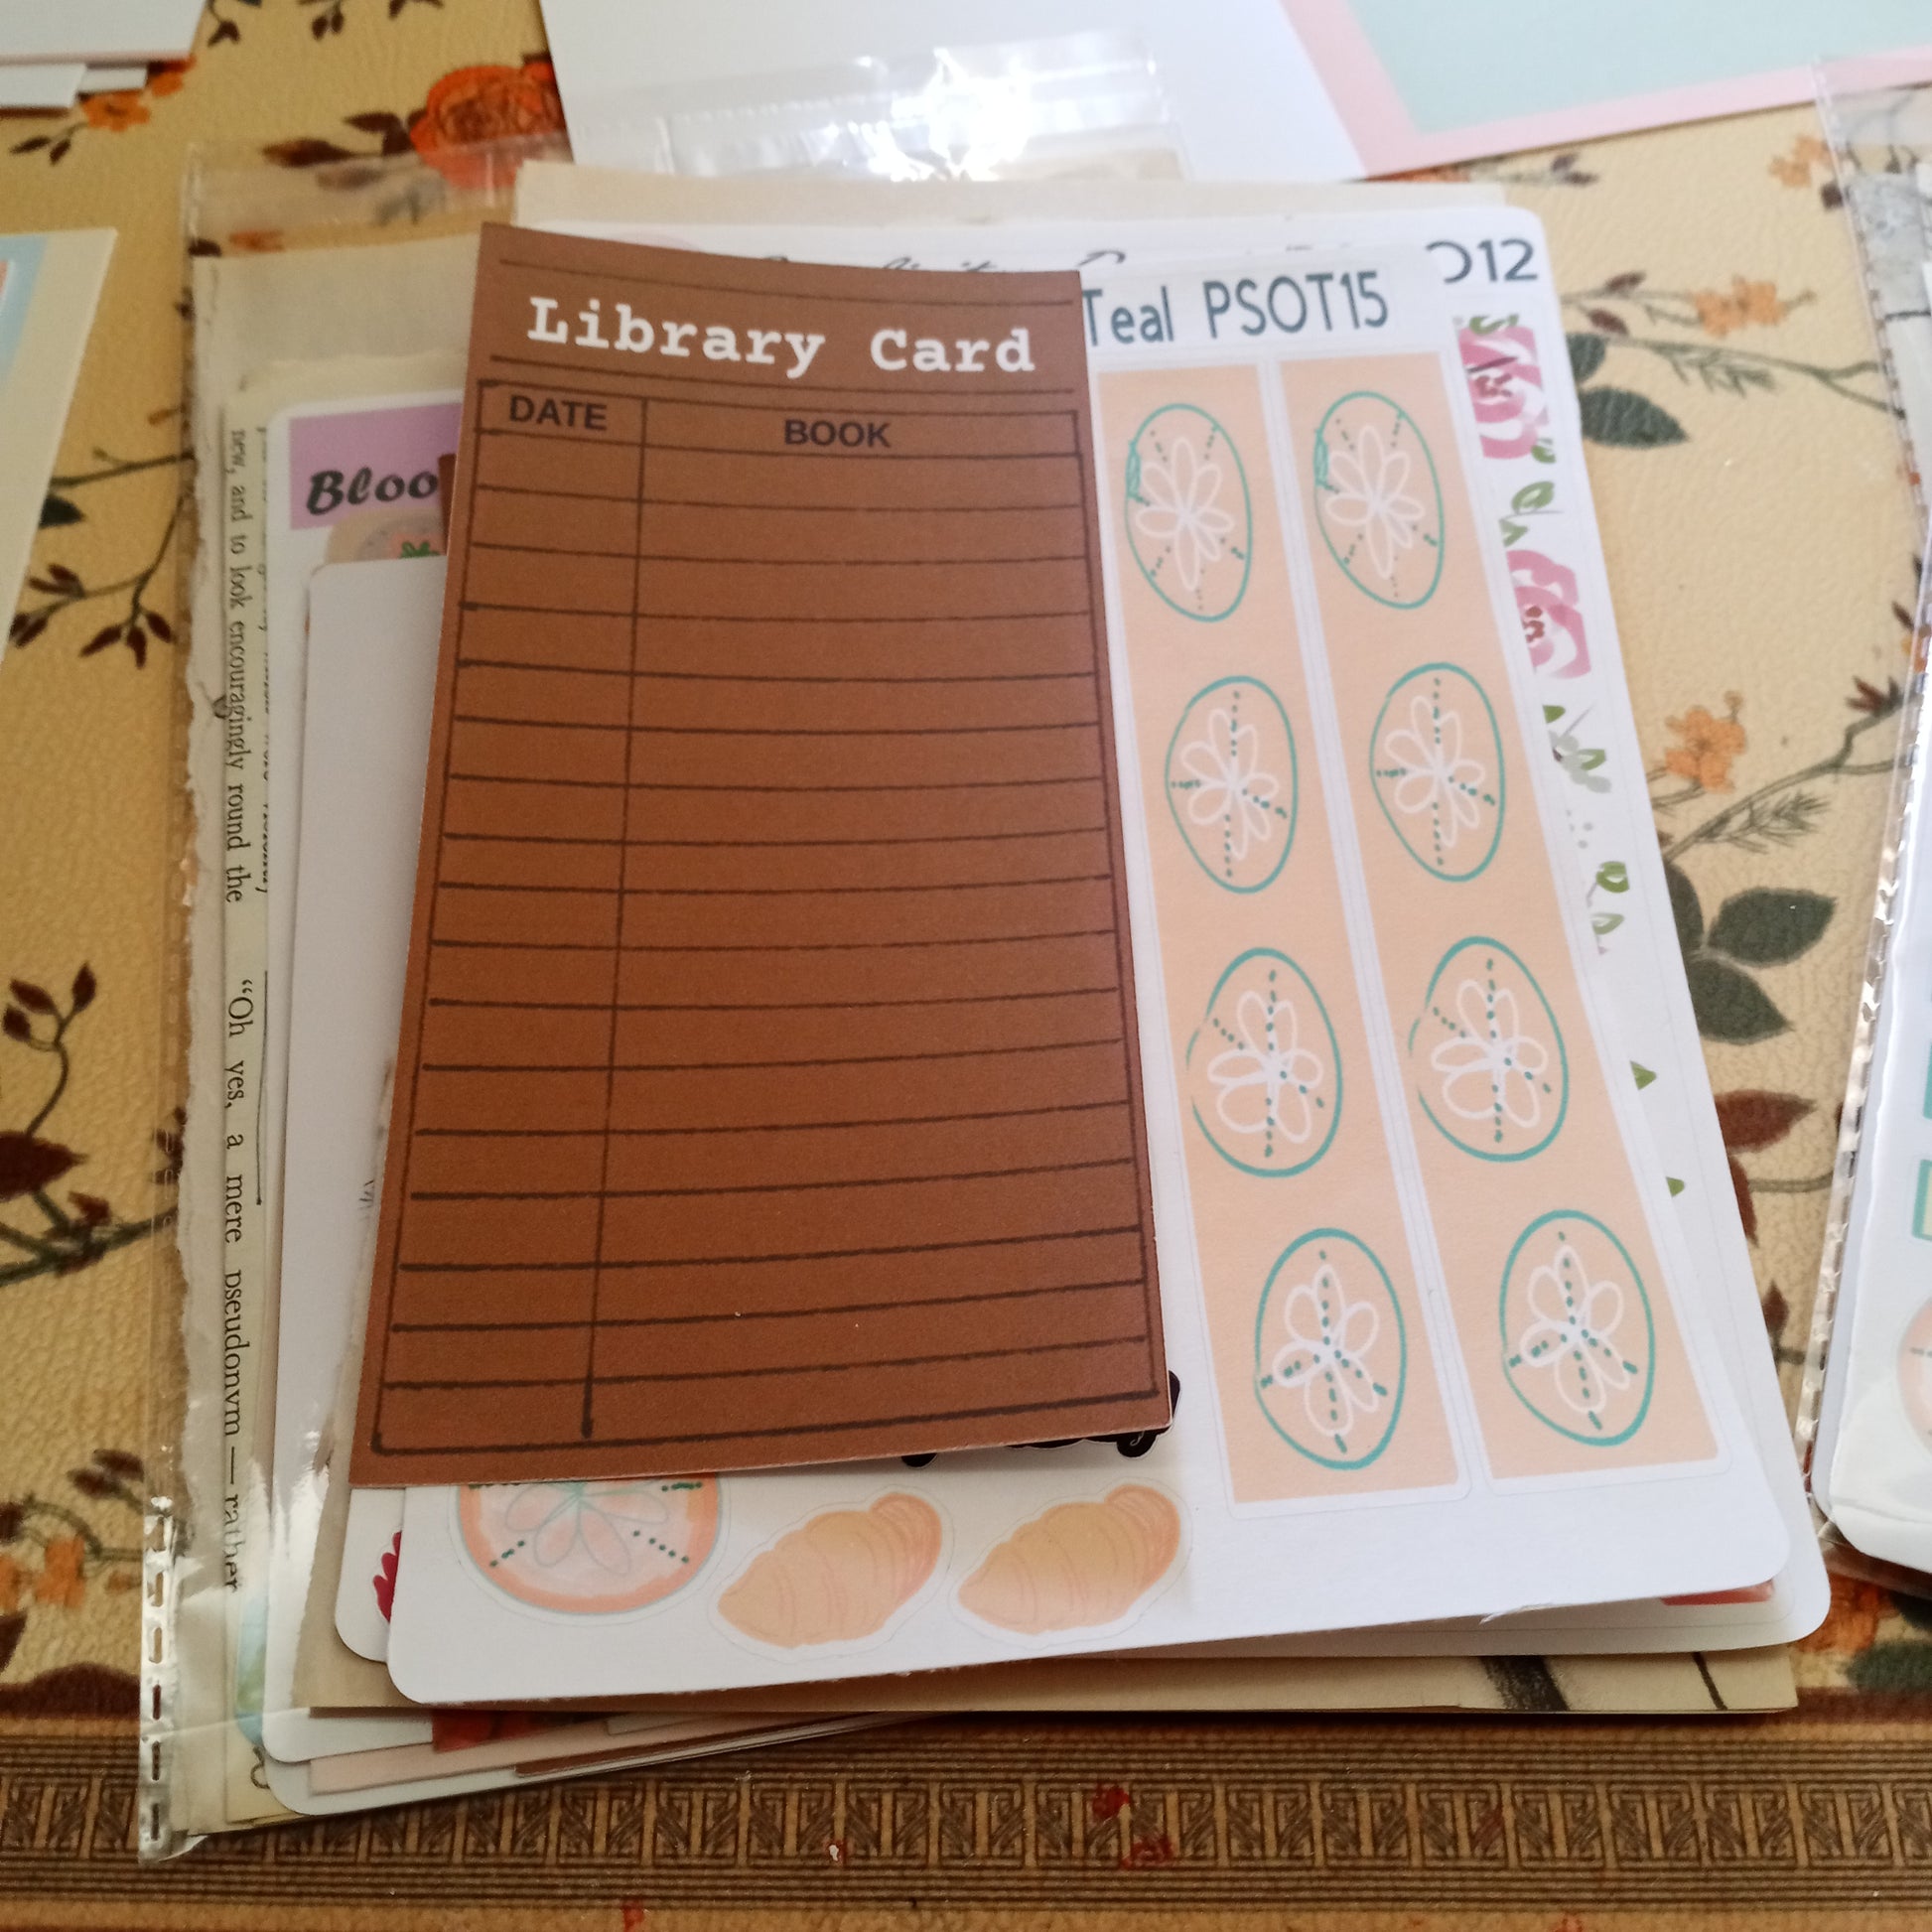 Library Card
DATE BOOK
Teal PSOT15
O12
Bloo
new, and to look encouragingly round the
"Oh yes, a mere pseudonym — rather